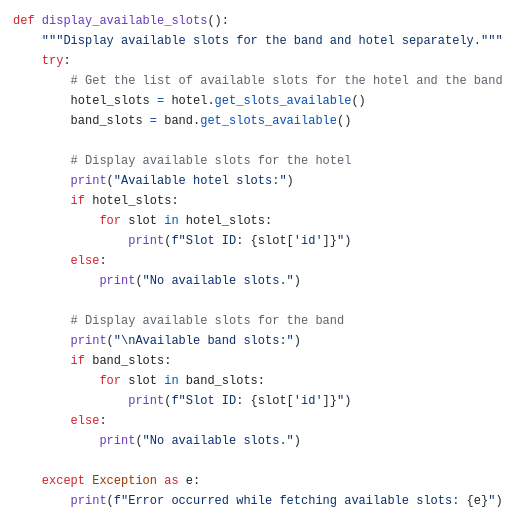 def display_available_slots():
    """Display available slots for the band and hotel separately."""
    try:
        # Get the list of available slots for the hotel and the band
        hotel_slots = hotel.get_slots_available()
        band_slots = band.get_slots_available()

        # Display available slots for the hotel
        print("Available hotel slots:")
        if hotel_slots:
            for slot in hotel_slots:
                print(f"Slot ID: {slot['id']}")
        else:
            print("No available slots.")

        # Display available slots for the band
        print("\nAvailable band slots:")
        if band_slots:
            for slot in band_slots:
                print(f"Slot ID: {slot['id']}")
        else:
            print("No available slots.")

    except Exception as e:
        print(f"Error occurred while fetching available slots: {e}")